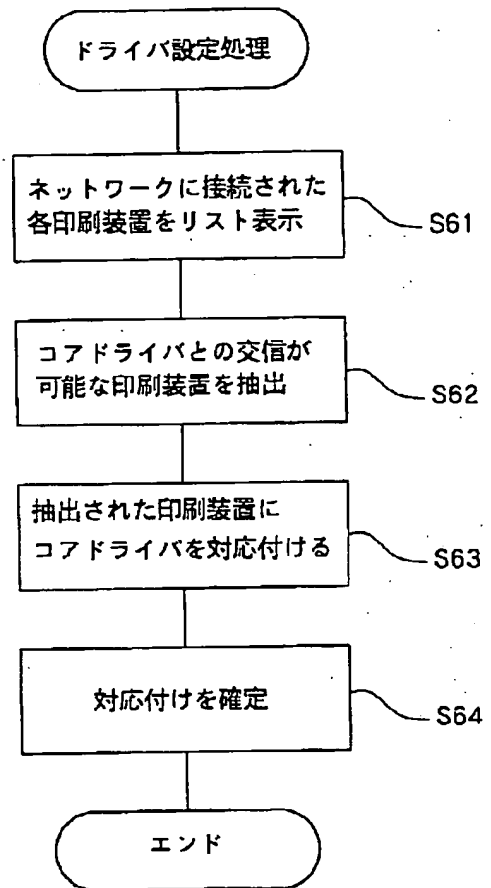 ドライバ設定処理
ネットワークに接続された
各印刷装置をリスト表示
S61
コアドライバとの交信が
可能な印刷装置を抽出
S62
抽出された印刷装置に
コアドライバを対応付ける
S63
対応付けを確定
S64
エンド